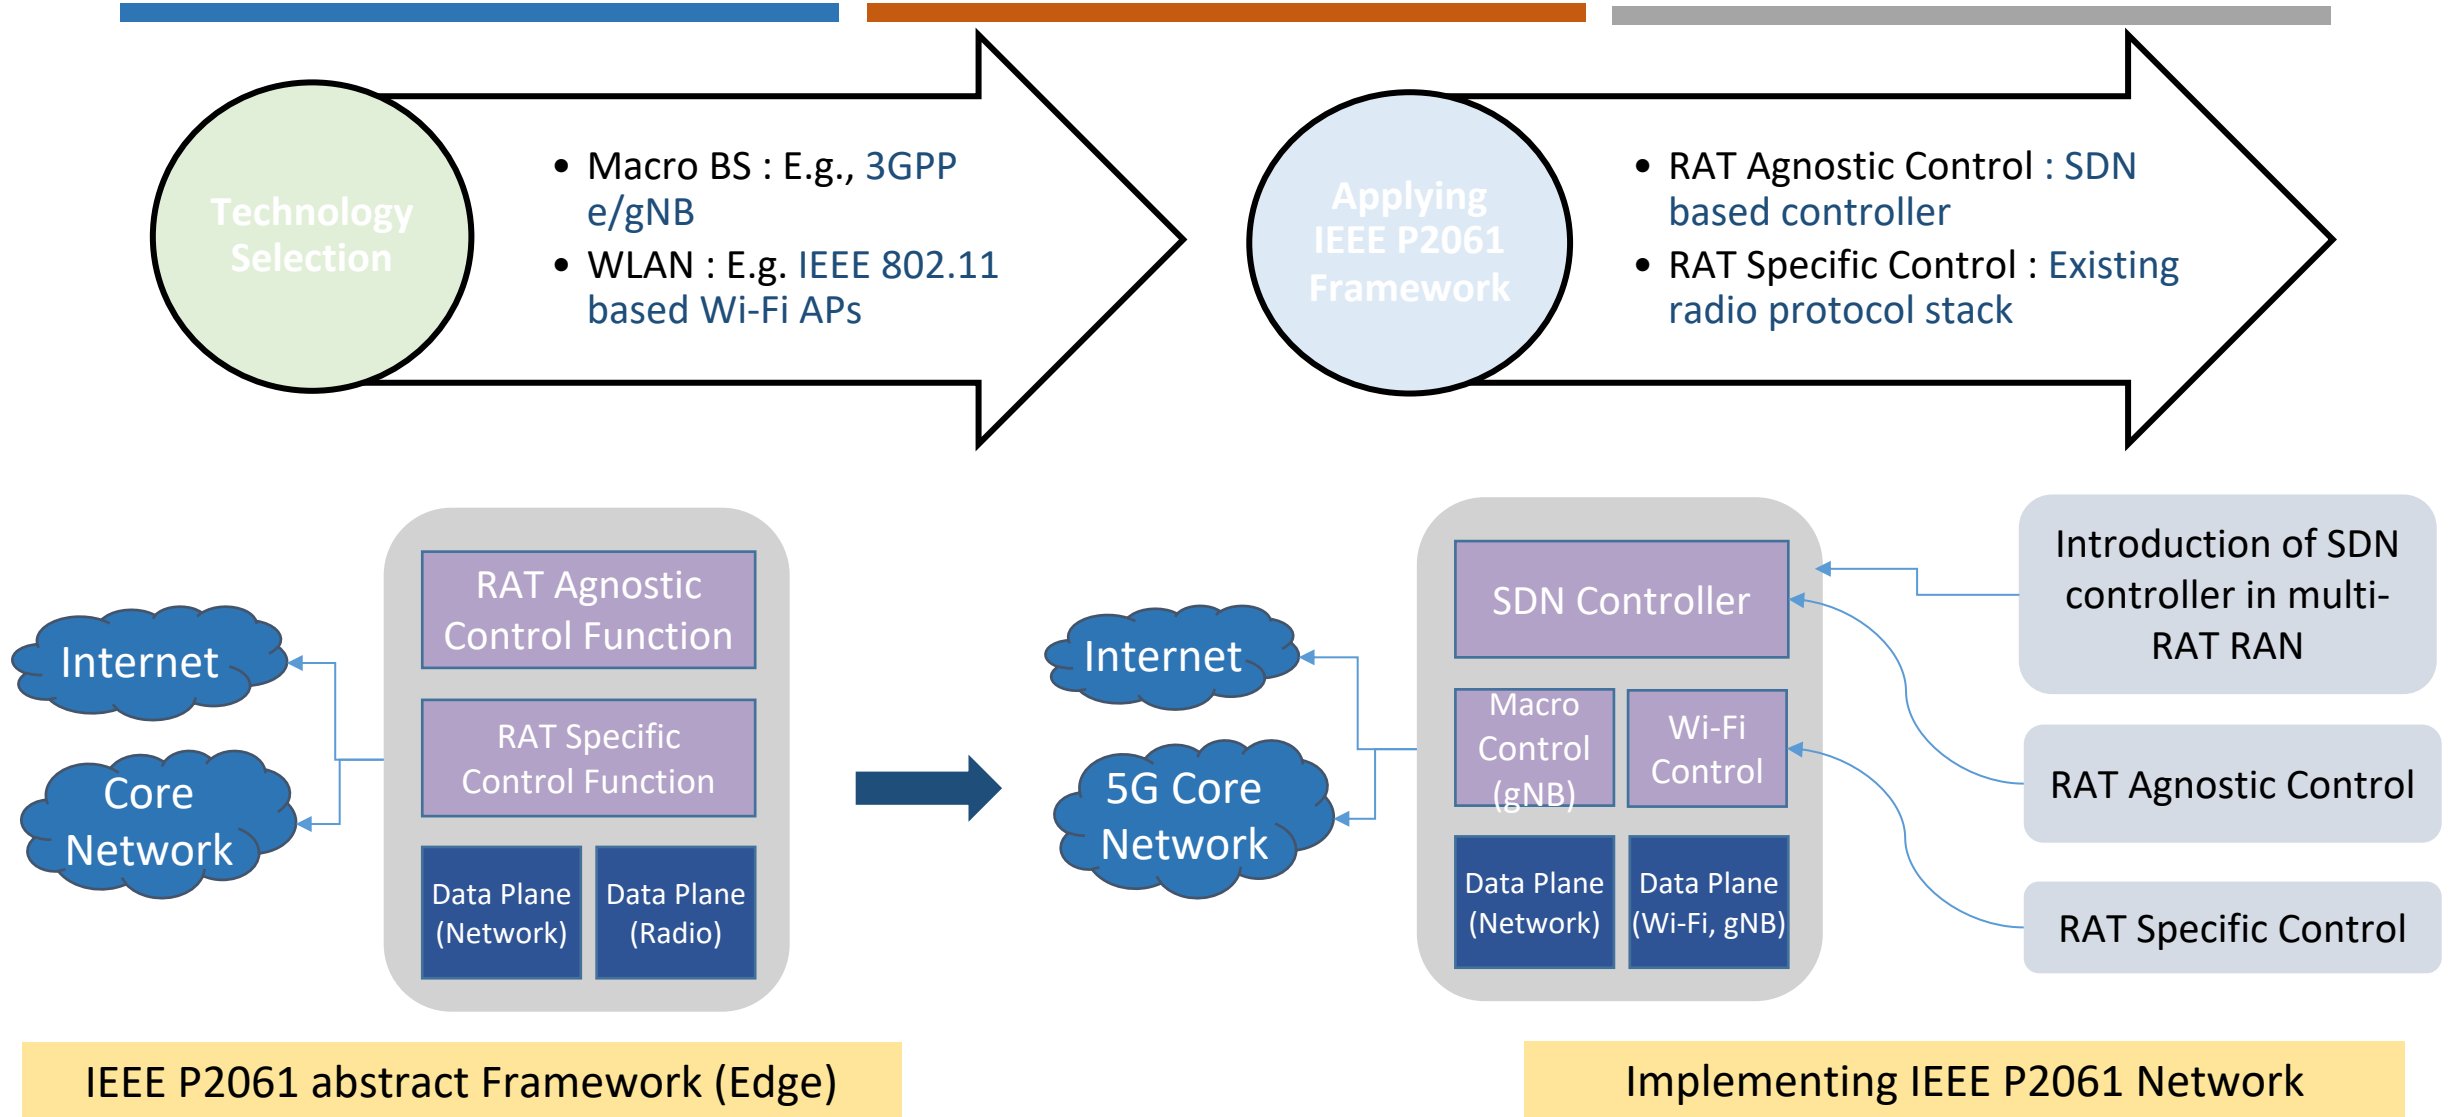 Technology
Selection
• Macro BS : E.g., 3GPP
e/gNB
• WLAN : E.g. IEEE 802.11
based Wi-Fi APs
Applying
IEEE P2061
Framework
• RAT Agnostic Control : SDN
based controller
• RAT Specific Control : Existing
radio protocol stack
Internet
Core
Network
RAT Agnostic
Control Function
RAT Specific
Control Function
Data Plane
(Network)
Data Plane
(Radio)
Internet
5G Core
Network
SDN Controller
Macro
Control
(gNB)
Wi-Fi
Control
Data Plane
(Network)
Data Plane
(Wi-Fi, gNB)
Introduction of SDN
controller in multi-
RAT RAN
RAT Agnostic Control
RAT Specific Control
IEEE P2061 abstract Framework (Edge)
Implementing IEEE P2061 Network